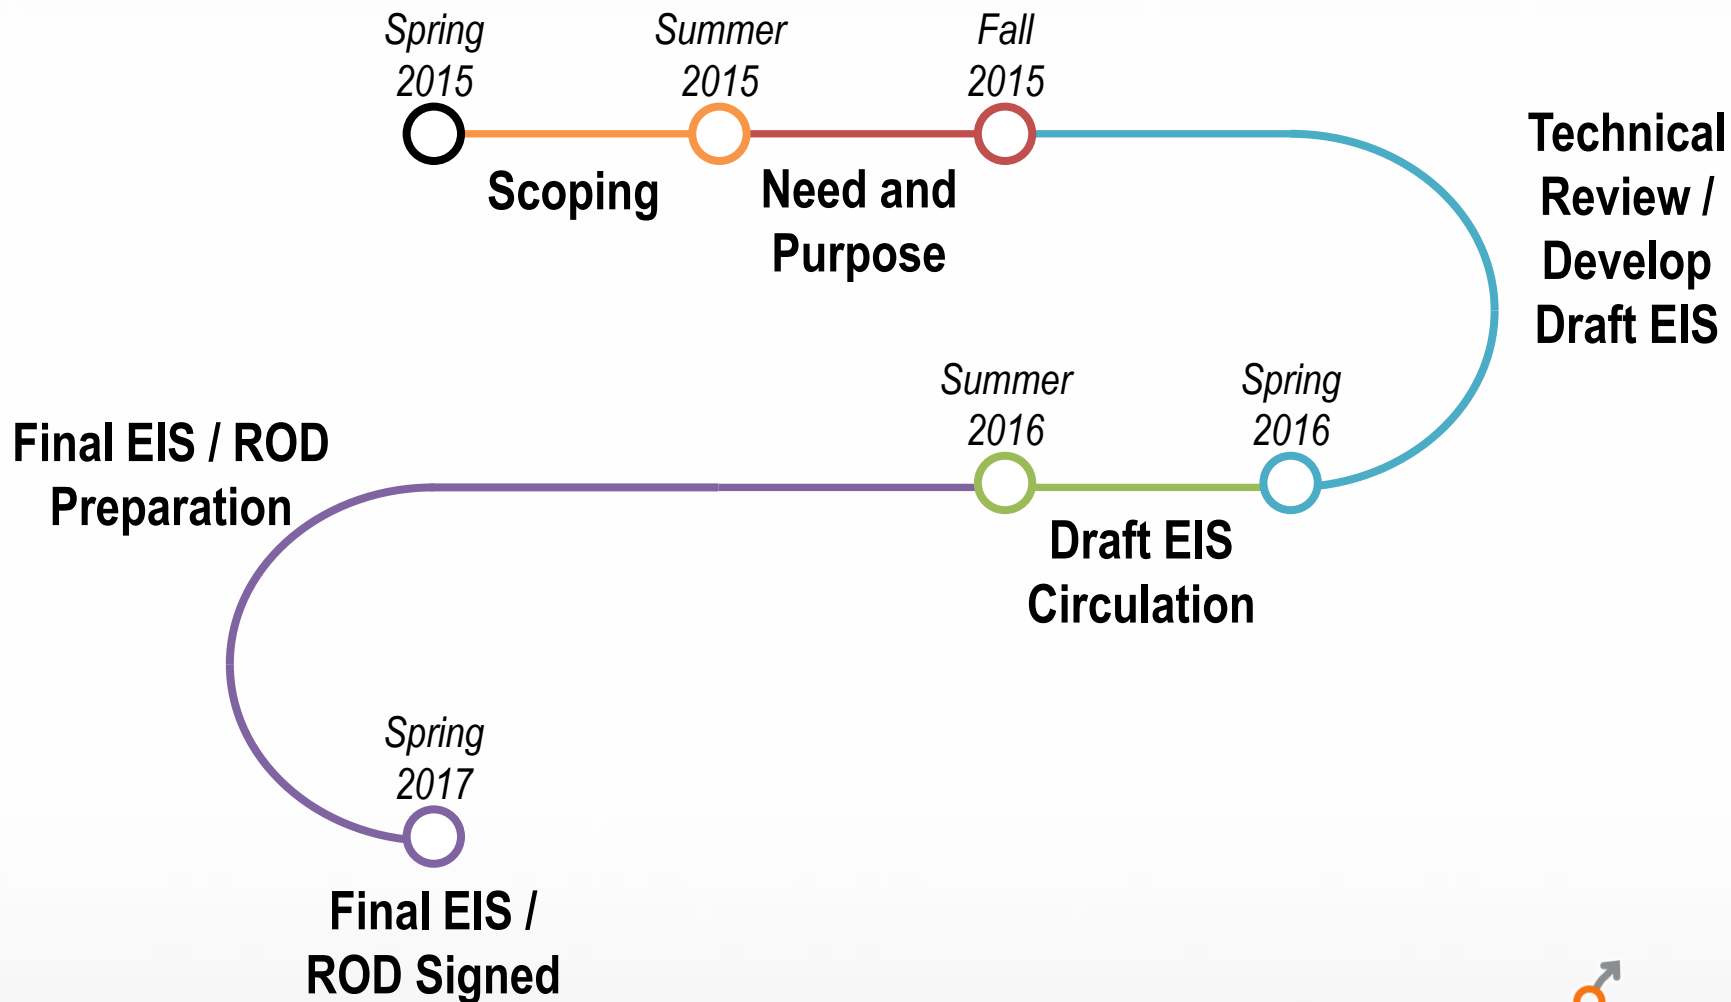 Spring
2015
Summer
2015
Fall
2015
Scoping
Need and
Purpose
Technical
Review /
Develop
Draft EIS
Spring
2016
Summer
2016
Draft EIS
Circulation
Final EIS / ROD
Preparation
Spring
2017
Final EIS /
ROD Signed